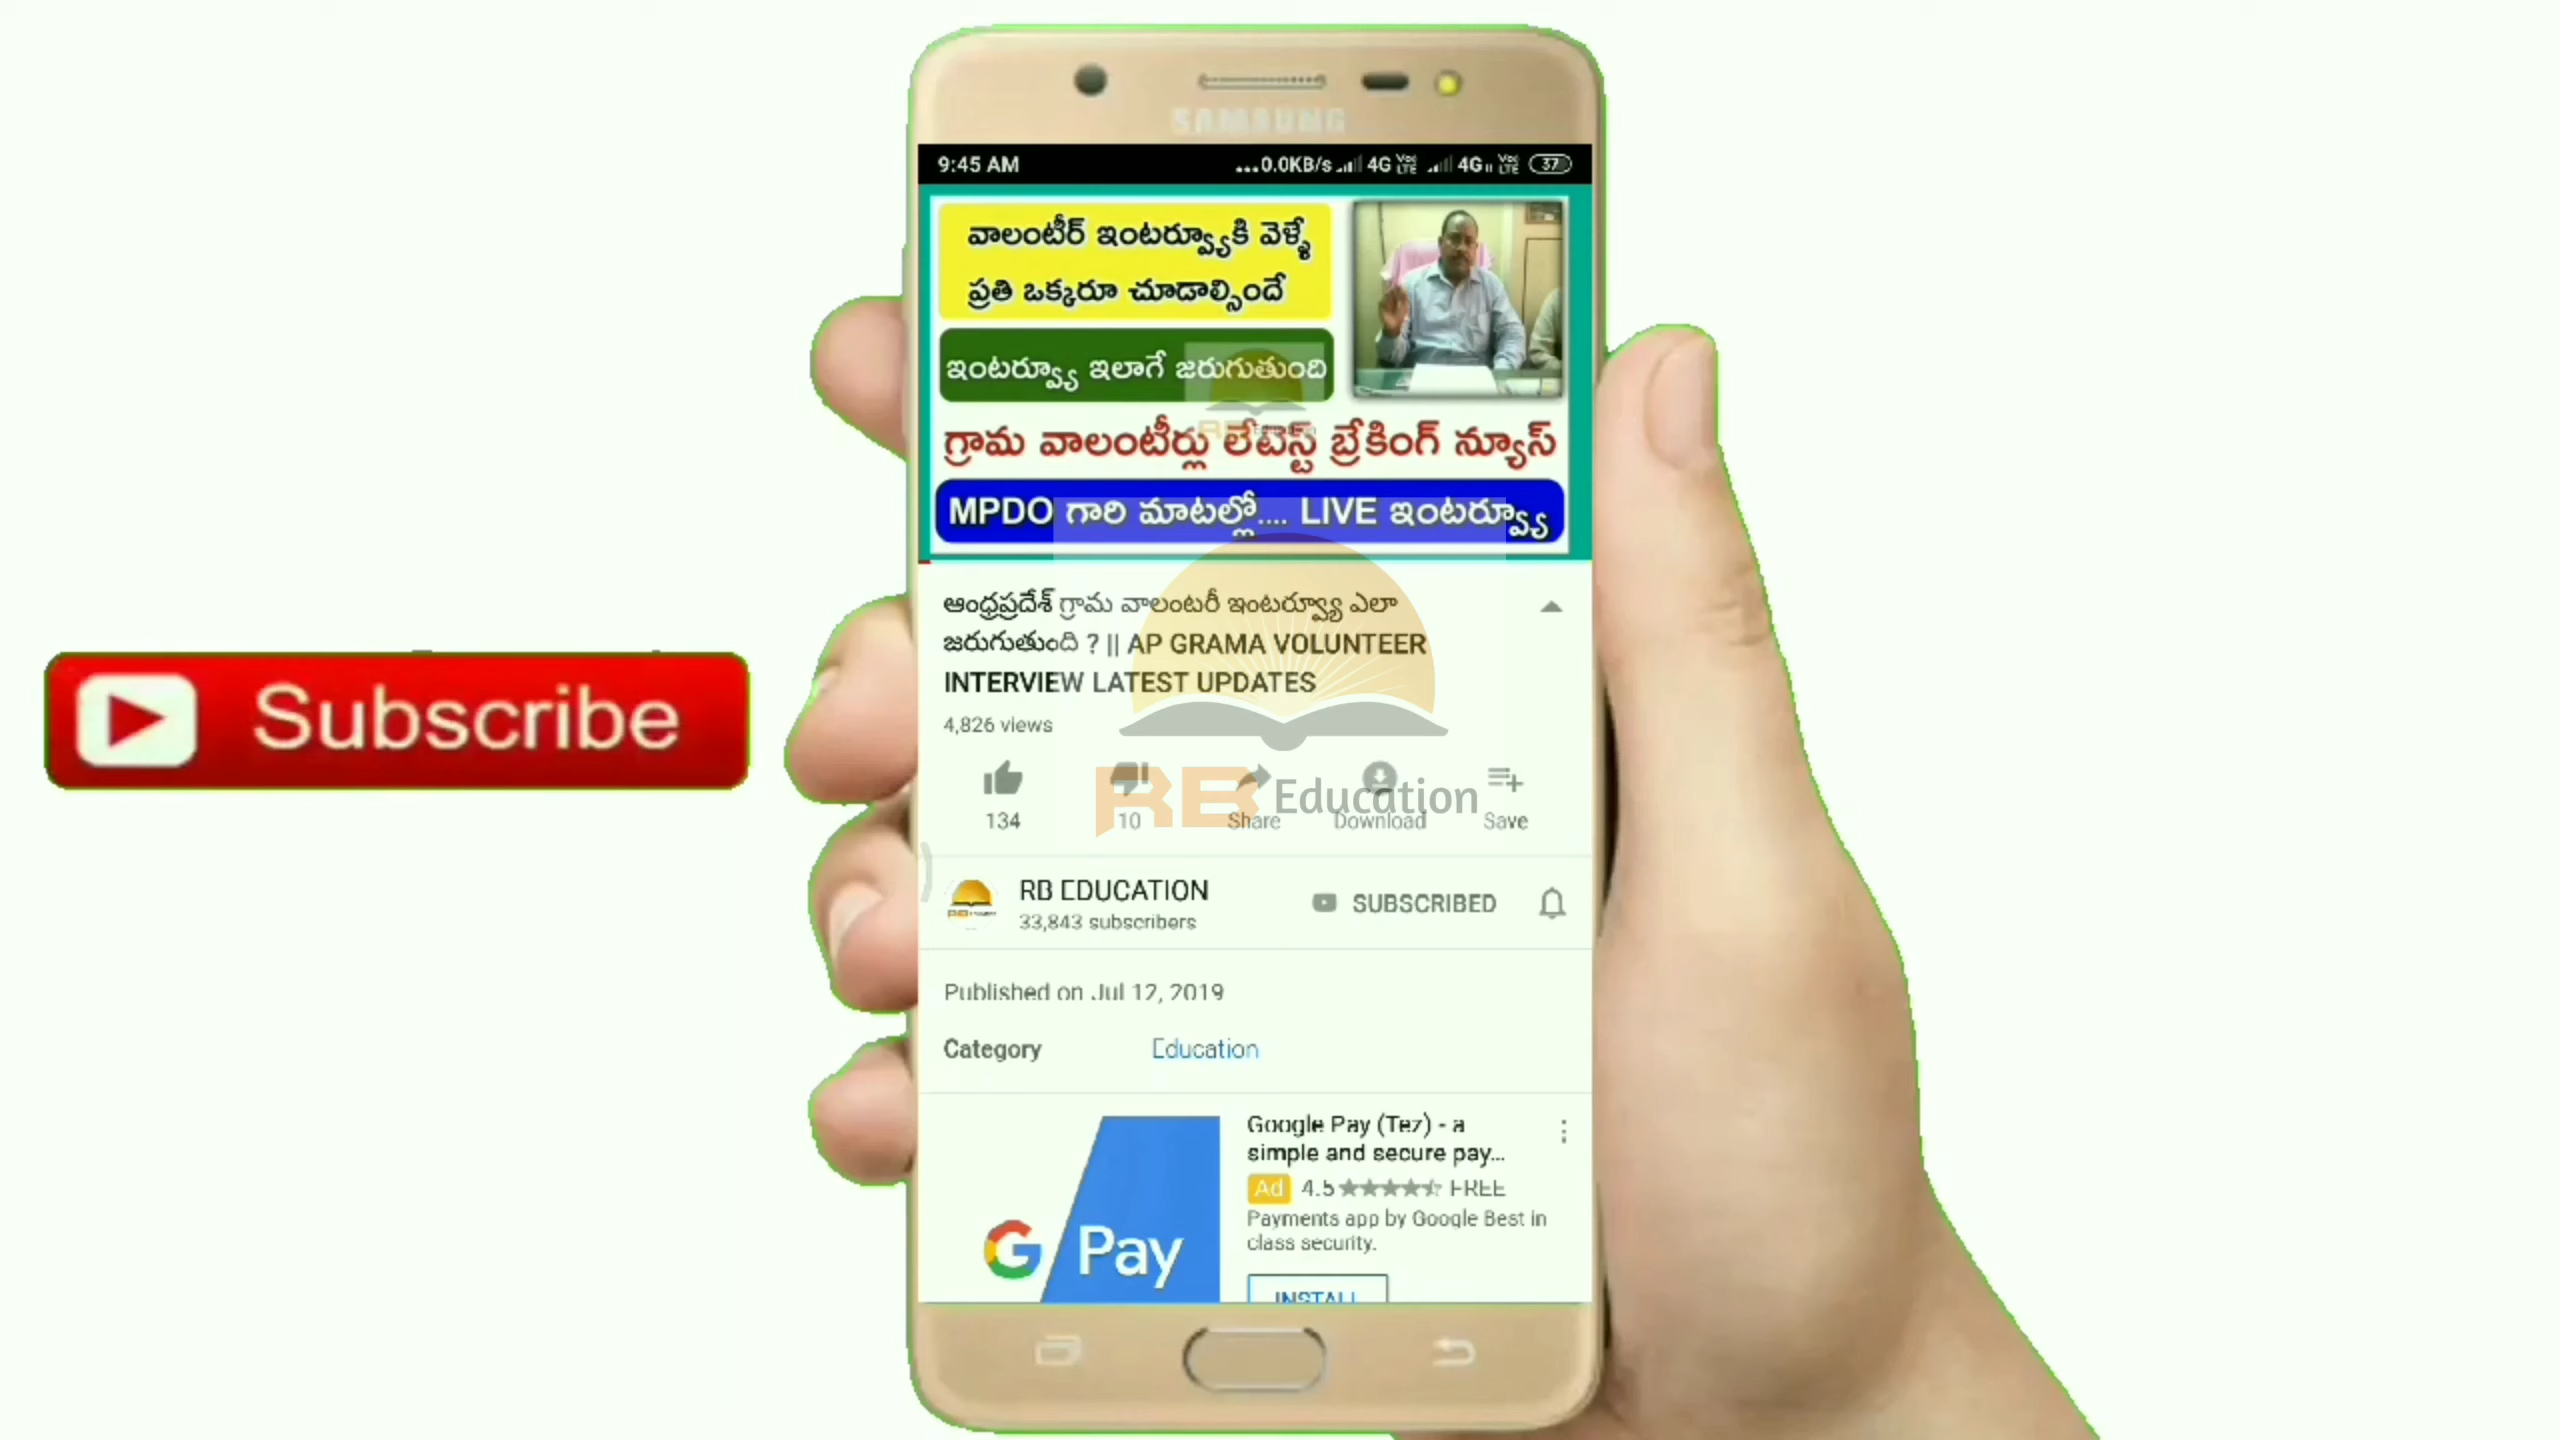 SAMSUNG
9:45 AM
...0.0KB/s 4G VoLTE 4G VoLTE 37
వాలంటీర్ ఇంటర్వ్యూకి వెళ్ళే
ప్రతి ఒక్కరూ చూడాల్సిందే
ఇంటర్వ్యూ ఇలాగే జరుగుతుంది
గ్రామ వాలంటీర్లు లేటెస్ట్ బ్రేకింగ్ న్యూస్
MPDO గారి మాటల్లో.... LIVE ఇంటర్వ్యూ
ఆంధ్రప్రదేశ్ గ్రామ వాలంటరీ ఇంటర్వ్యూ ఎలా
జరుగుతుంది ? || AP GRAMA VOLUNTEER
INTERVIEW LATEST UPDATES
4,826 views
RB Education
134 10 Share Download Save
Subscribe
RB EDUCATION
33,843 subscribers
SUBSCRIBED
Published on Jul 12, 2019
Category Education
G Pay
Google Pay (Tez) - a
simple and secure pay...
Ad 4.5 FREE
Payments app by Google Best in
class security.
INSTALL